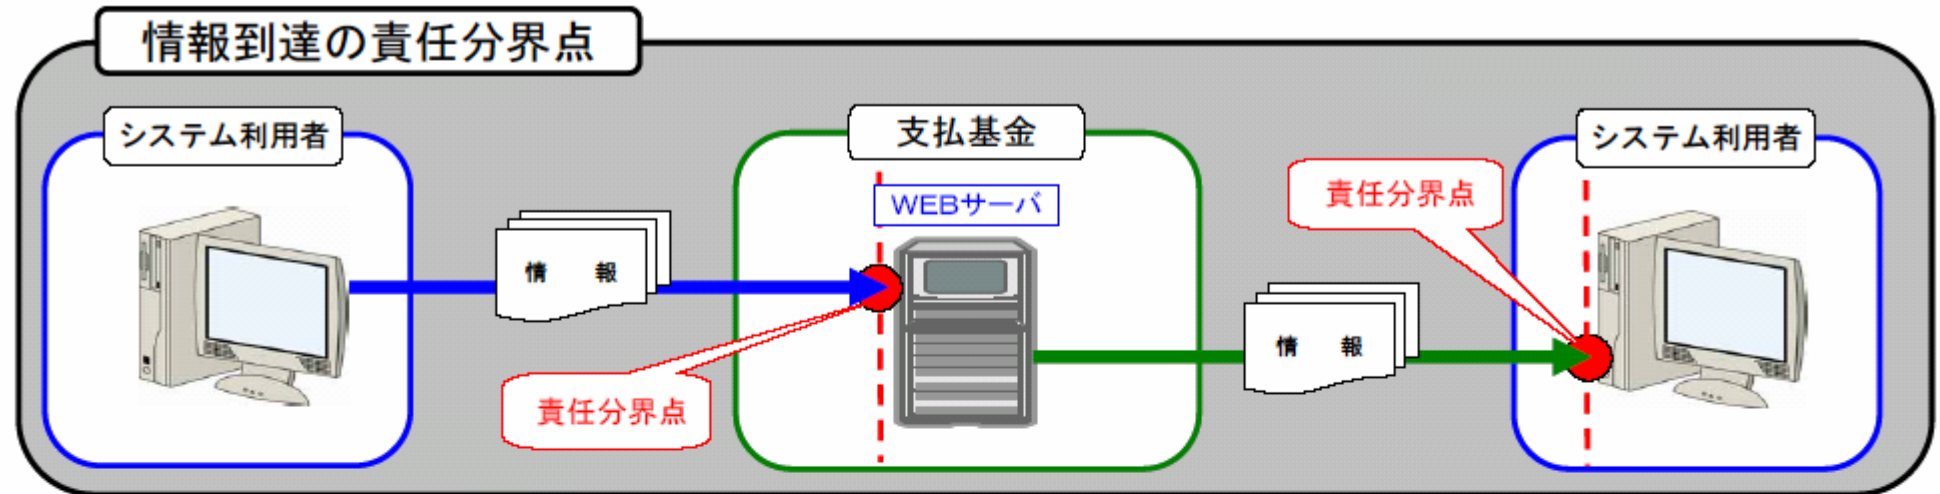 情報到達の責任分界点
システム利用者
支払基金
システム利用者
WEBサーバ
責任分界点
情　報
情　報
責任分界点